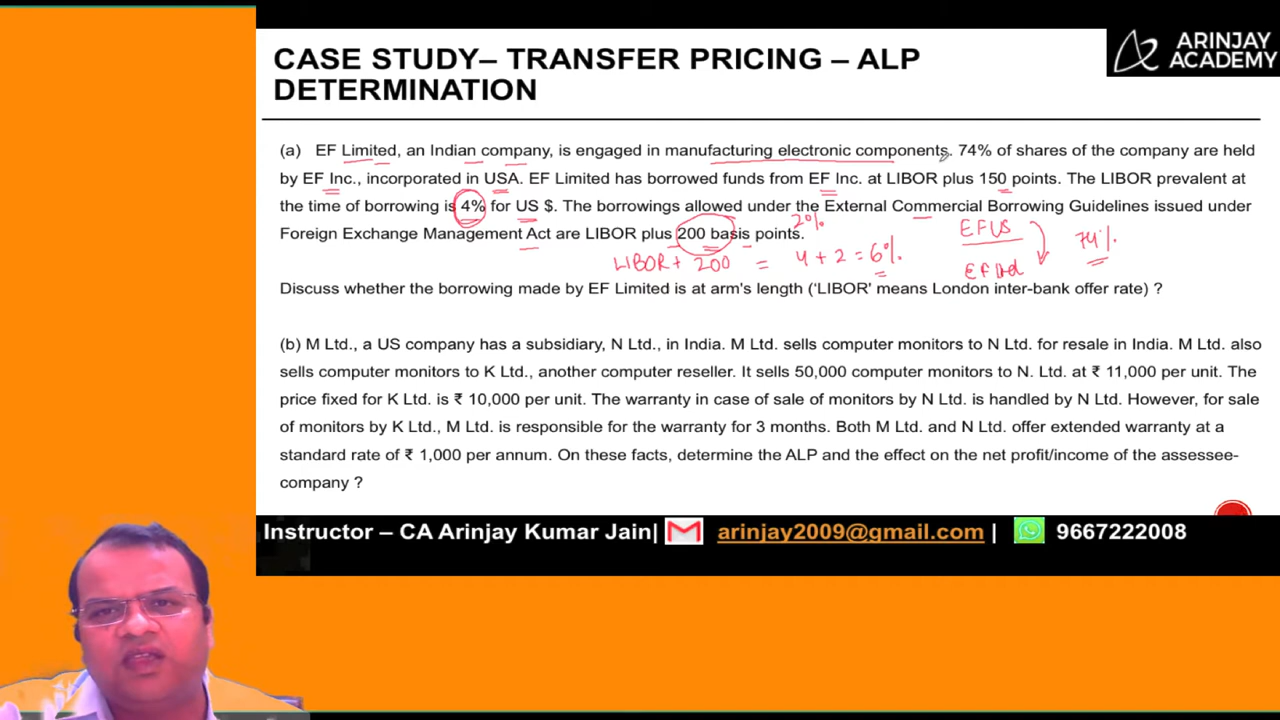 CASE STUDY– TRANSFER PRICING – ALP
DETERMINATION
ARINJAY
ACADEMY
(a) EF Limited, an Indian company, is engaged in manufacturing electronic components. 74% of shares of the company are held
by EF Inc., incorporated in USA. EF Limited has borrowed funds from EF Inc. at LIBOR plus 150 points. The LIBOR prevalent at
the time of borrowing is 4% for US $. The borrowings allowed under the External Commercial Borrowing Guidelines issued under
Foreign Exchange Management Act are LIBOR plus 200 basis points.
2%
LIBOR + 200 = 4 + 2 = 6%
EF US
EF Ltd
74%
Discuss whether the borrowing made by EF Limited is at arm's length ('LIBOR' means London inter-bank offer rate) ?
(b) M Ltd., a US company has a subsidiary, N Ltd., in India. M Ltd. sells computer monitors to N Ltd. for resale in India. M Ltd. also
sells computer monitors to K Ltd., another computer reseller. It sells 50,000 computer monitors to N. Ltd. at ₹ 11,000 per unit. The
price fixed for K Ltd. is ₹ 10,000 per unit. The warranty in case of sale of monitors by N Ltd. is handled by N Ltd. However, for sale
of monitors by K Ltd., M Ltd. is responsible for the warranty for 3 months. Both M Ltd. and N Ltd. offer extended warranty at a
standard rate of ₹ 1,000 per annum. On these facts, determine the ALP and the effect on the net profit/income of the assessee-
company ?
Instructor – CA Arinjay Kumar Jain| arinjay2009@gmail.com | 9667222008